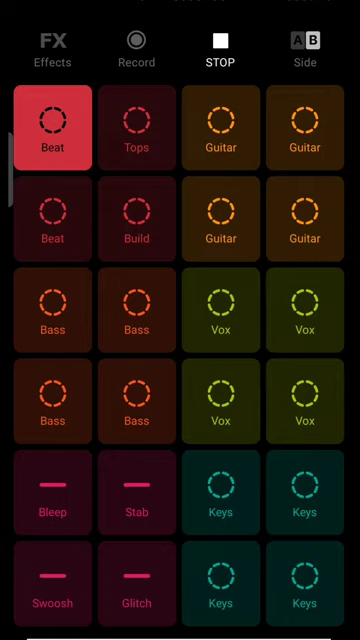 FX
A B
Effects Record STOP Side
Beat Tops Guitar Guitar
Beat Build Guitar Guitar
Bass Bass Vox Vox
Bass Bass Vox Vox
Bleep Stab Keys Keys
Swoosh Glitch Keys Keys